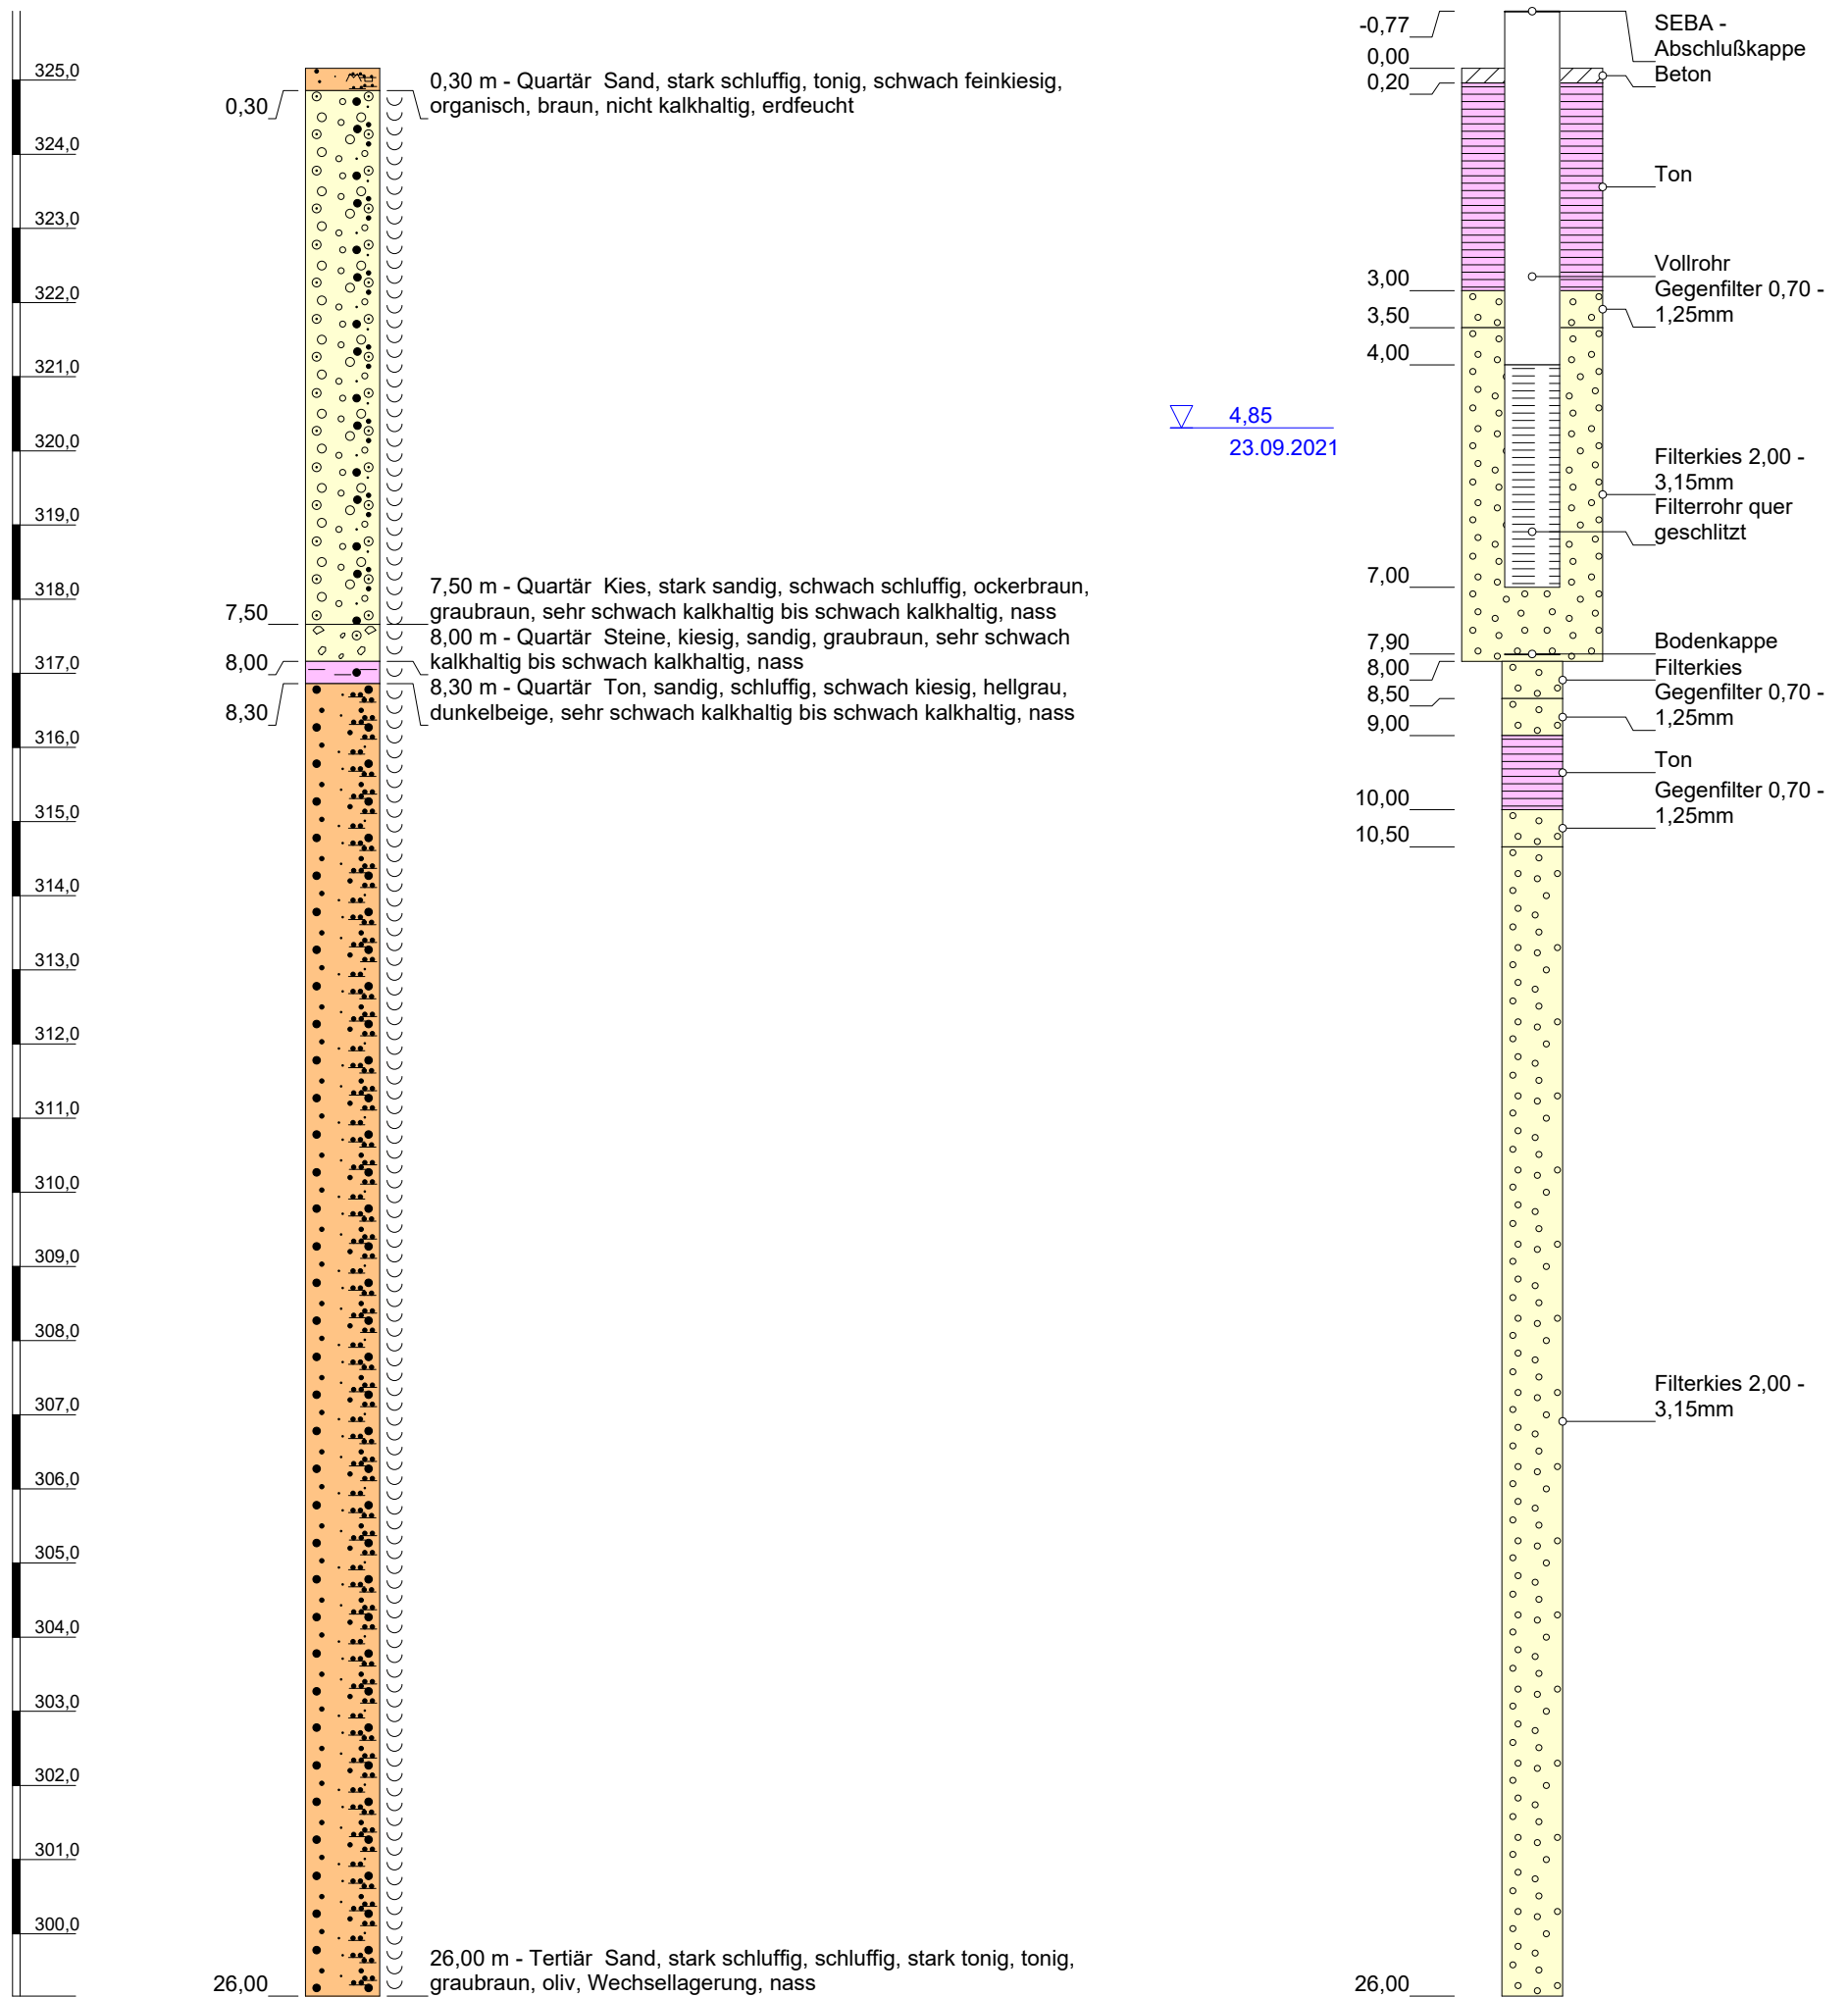 325,0
324,0
323,0
322,0
321,0
320,0
319,0
318,0
317,0
316,0
315,0
314,0
313,0
312,0
311,0
310,0
309,0
308,0
307,0
306,0
305,0
304,0
303,0
302,0
301,0
300,0
0,30
7,50
8,00
8,30
26,00
0,30 m - Quartär Sand, stark schluffig, tonig, schwach feinkiesig,
organisch, braun, nicht kalkhaltig, erdfeucht
7,50 m - Quartär Kies, stark sandig, schwach schluffig, ockerbraun,
graubraun, sehr schwach kalkhaltig bis schwach kalkhaltig, nass
8,00 m - Quartär Steine, kiesig, sandig, graubraun, sehr schwach
kalkhaltig bis schwach kalkhaltig, nass
8,30 m - Quartär Ton, sandig, schluffig, schwach kiesig, hellgrau,
dunkelbeige, sehr schwach kalkhaltig bis schwach kalkhaltig, nass
26,00 m - Tertiär Sand, stark schluffig, schluffig, stark tonig, tonig,
graubraun, oliv, Wechsellagerung, nass
4,85
23.09.2021
-0,77
0,00
0,20
3,00
3,50
4,00
7,00
7,90
8,00
8,50
9,00
10,00
10,50
26,00
SEBA -
Abschlußkappe
Beton
Ton
Vollrohr
Gegenfilter 0,70 -
1,25mm
Filterkies 2,00 -
3,15mm
Filterrohr quer
geschlitzt
Bodenkappe
Filterkies
Gegenfilter 0,70 -
1,25mm
Ton
Gegenfilter 0,70 -
1,25mm
Filterkies 2,00 -
3,15mm